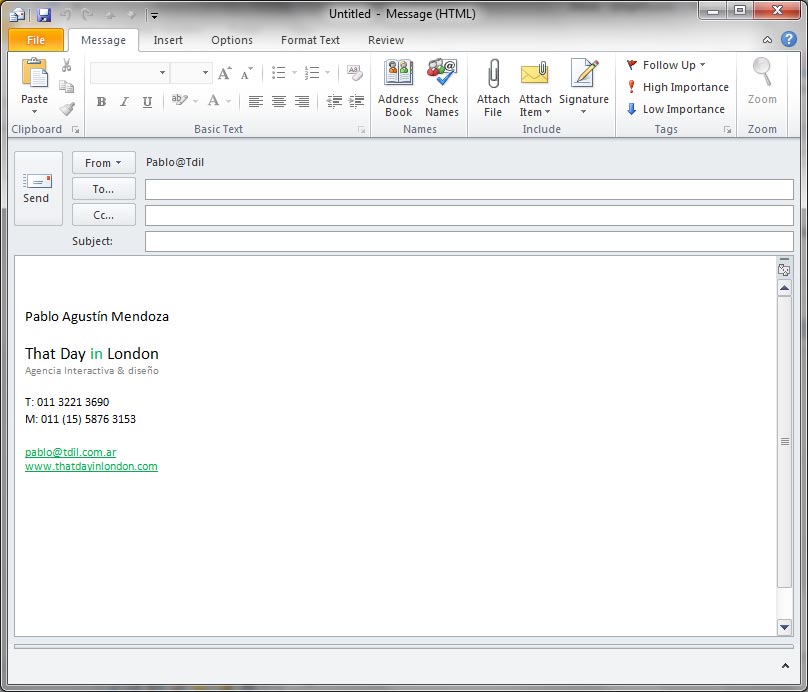 Untitled - Message (HTML)
File Message Insert Options Format Text Review
Paste
B I U ab A
A A
Address Book
Check Names
Attach File
Attach Item
Signature
Follow Up
High Importance
Low Importance
Zoom
Clipboard Basic Text Names Include Tags Zoom
Send
From Pablo@Tdil
To...
Cc...
Subject:
Pablo Agustín Mendoza
That Day in London
Agencia Interactiva & diseño
T: 011 3221 3690
M: 011 (15) 5876 3153
pablo@tdil.com.ar
www.thatdayinlondon.com